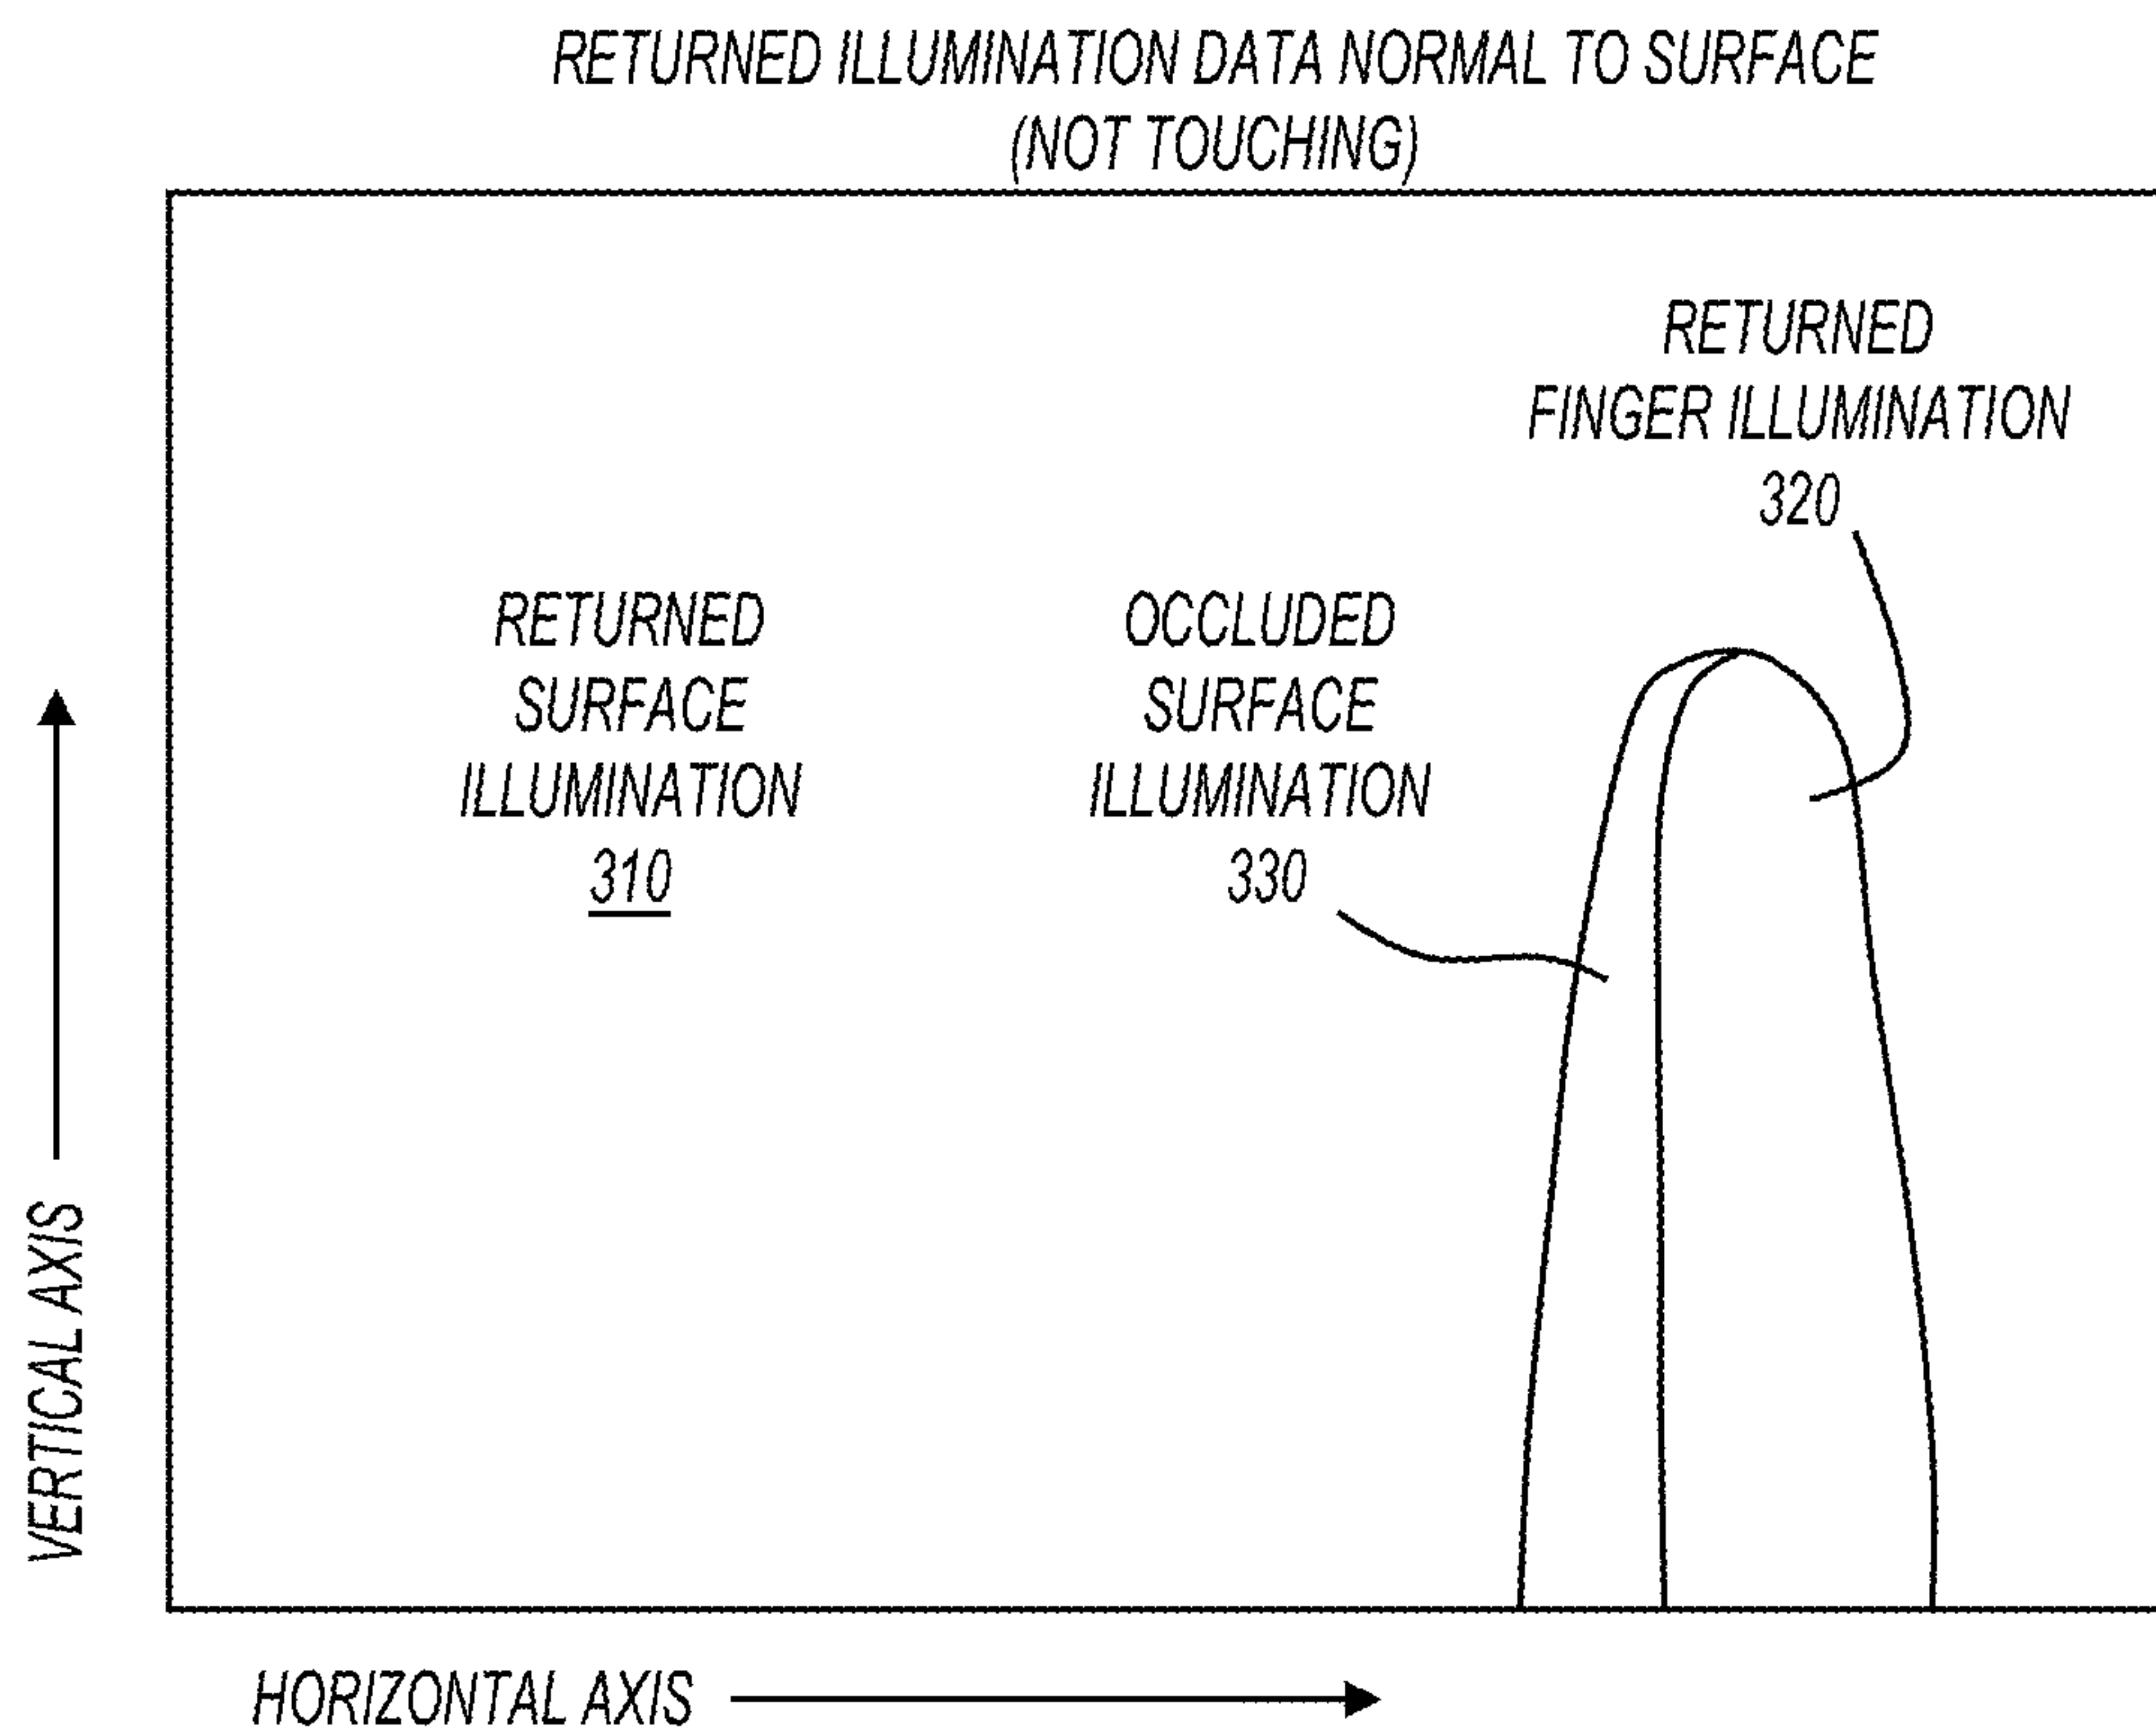 RETURNED ILLUMINATION DATA NORMAL TO SURFACE
(NOT TOUCHING)
RETURNED
FINGER ILLUMINATION
320
RETURNED
SURFACE
ILLUMINATION
310
OCCLUDED
SURFACE
ILLUMINATION
330
VERTICAL AXIS
HORIZONTAL AXIS